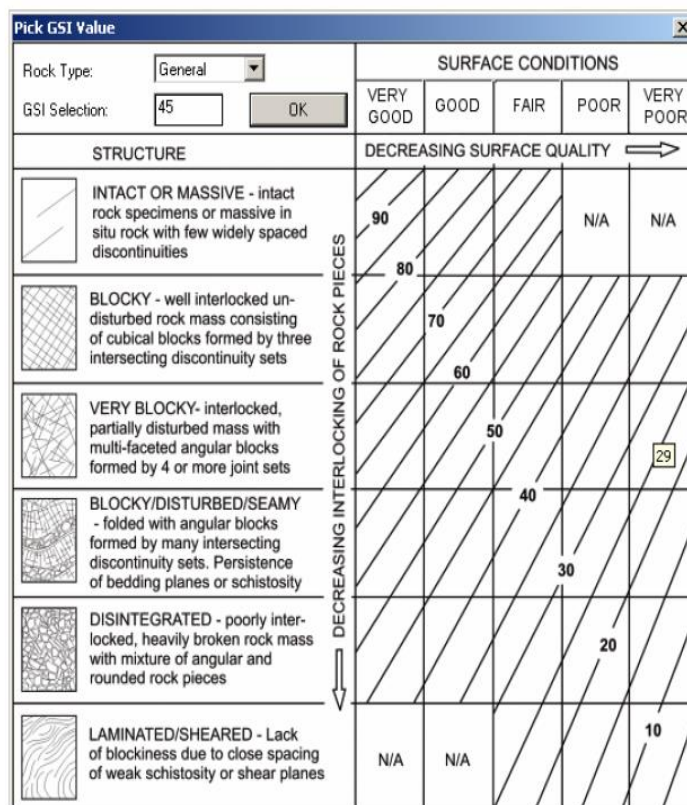 Pick GSI Value
Rock Type: General
GSI Selection: 45 OK
SURFACE CONDITIONS
VERY GOOD GOOD FAIR POOR VERY POOR
STRUCTURE
DECREASING SURFACE QUALITY
INTACT OR MASSIVE - intact
rock specimens or massive in
situ rock with few widely spaced
discontinuities
BLOCKY - well interlocked un-
disturbed rock mass consisting
of cubical blocks formed by three
intersecting discontinuity sets
VERY BLOCKY- interlocked,
partially disturbed mass with
multi-faceted angular blocks
formed by 4 or more joint sets
BLOCKY/DISTURBED/SEAMY
- folded with angular blocks
formed by many intersecting
discontinuity sets. Persistence
of bedding planes or schistosity
DISINTEGRATED - poorly inter-
locked, heavily broken rock mass
with mixture of angular and
rounded rock pieces
LAMINATED/SHEARED - Lack
of blockiness due to close spacing
of weak schistosity or shear planes
DECREASING INTERLOCKING OF ROCK PIECES
90
N/A N/A
80
70
60
50
29
40
30
20
10
N/A N/A